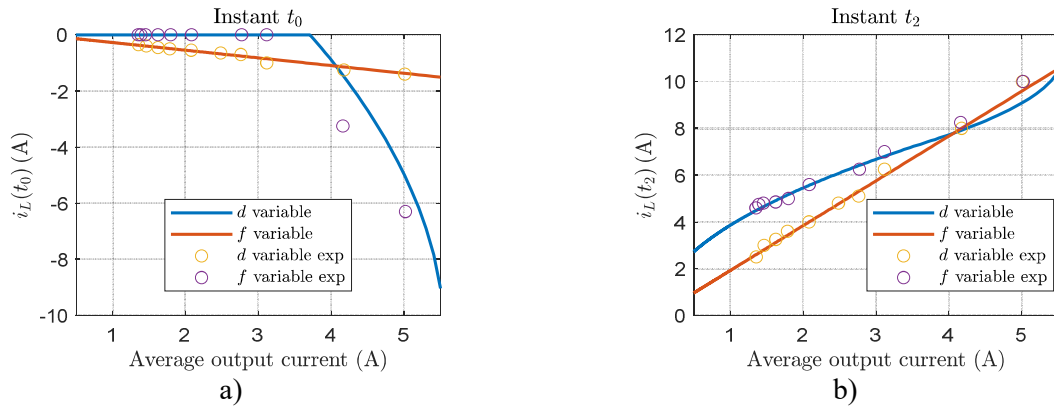 Instant t₀
0
-2
-4
-6
-8
-10
i_L(t₀) (A)
d variable
f variable
d variable exp
f variable exp
1 2 3 4 5
Average output current (A)
a)
Instant t₂
12
10
8
6
4
2
0
i_L(t₂) (A)
d variable
f variable
d variable exp
f variable exp
1 2 3 4 5
Average output current (A)
b)